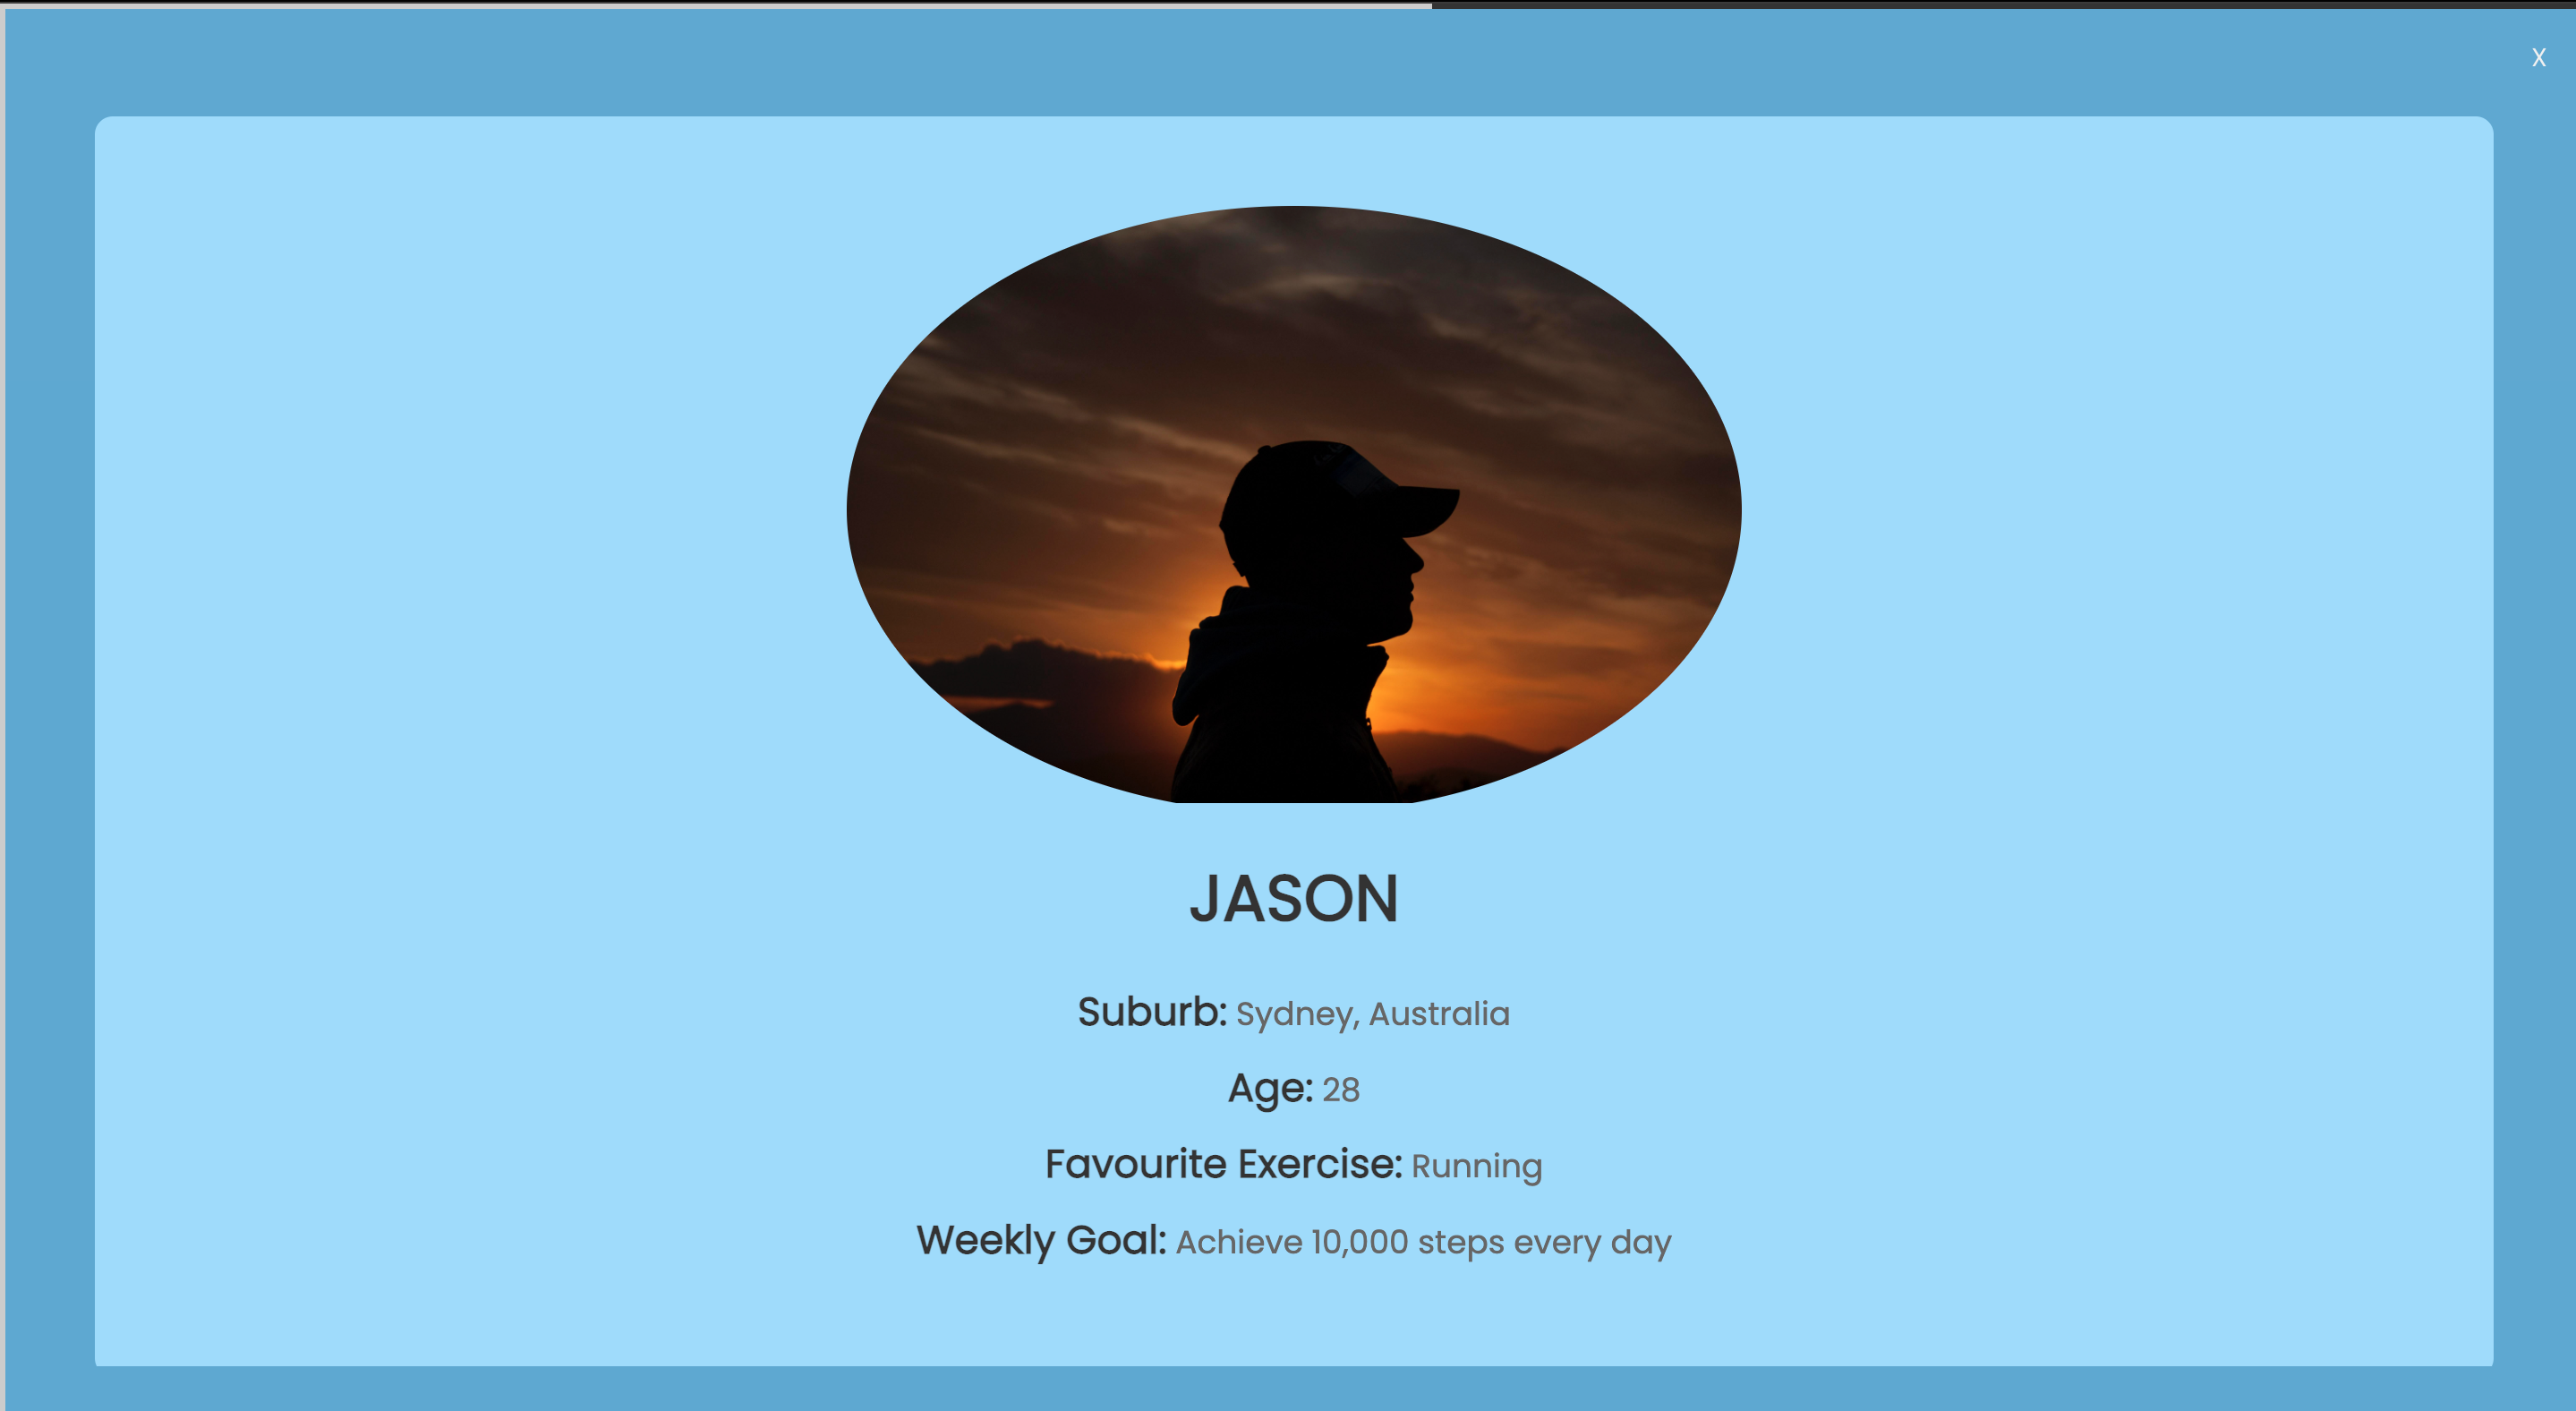 X
JASON
Suburb: Sydney, Australia
Age: 28
Favourite Exercise: Running
Weekly Goal: Achieve 10,000 steps every day